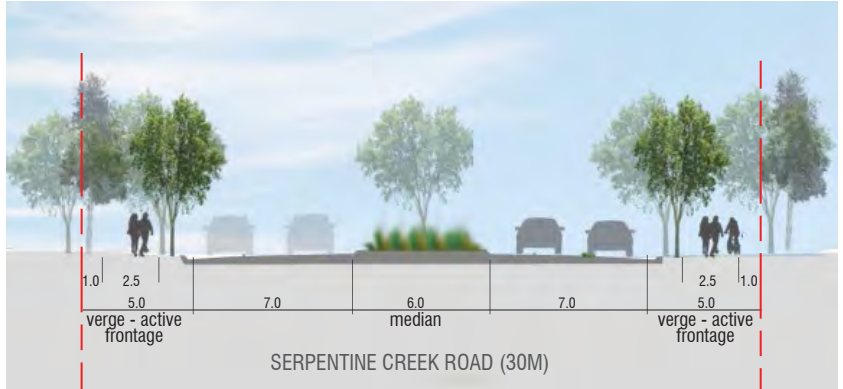 1.0 2.5 2.5 1.0
5.0 7.0 6.0 7.0 5.0
verge - active frontage
median
verge - active frontage
SERPENTINE CREEK ROAD (30M)